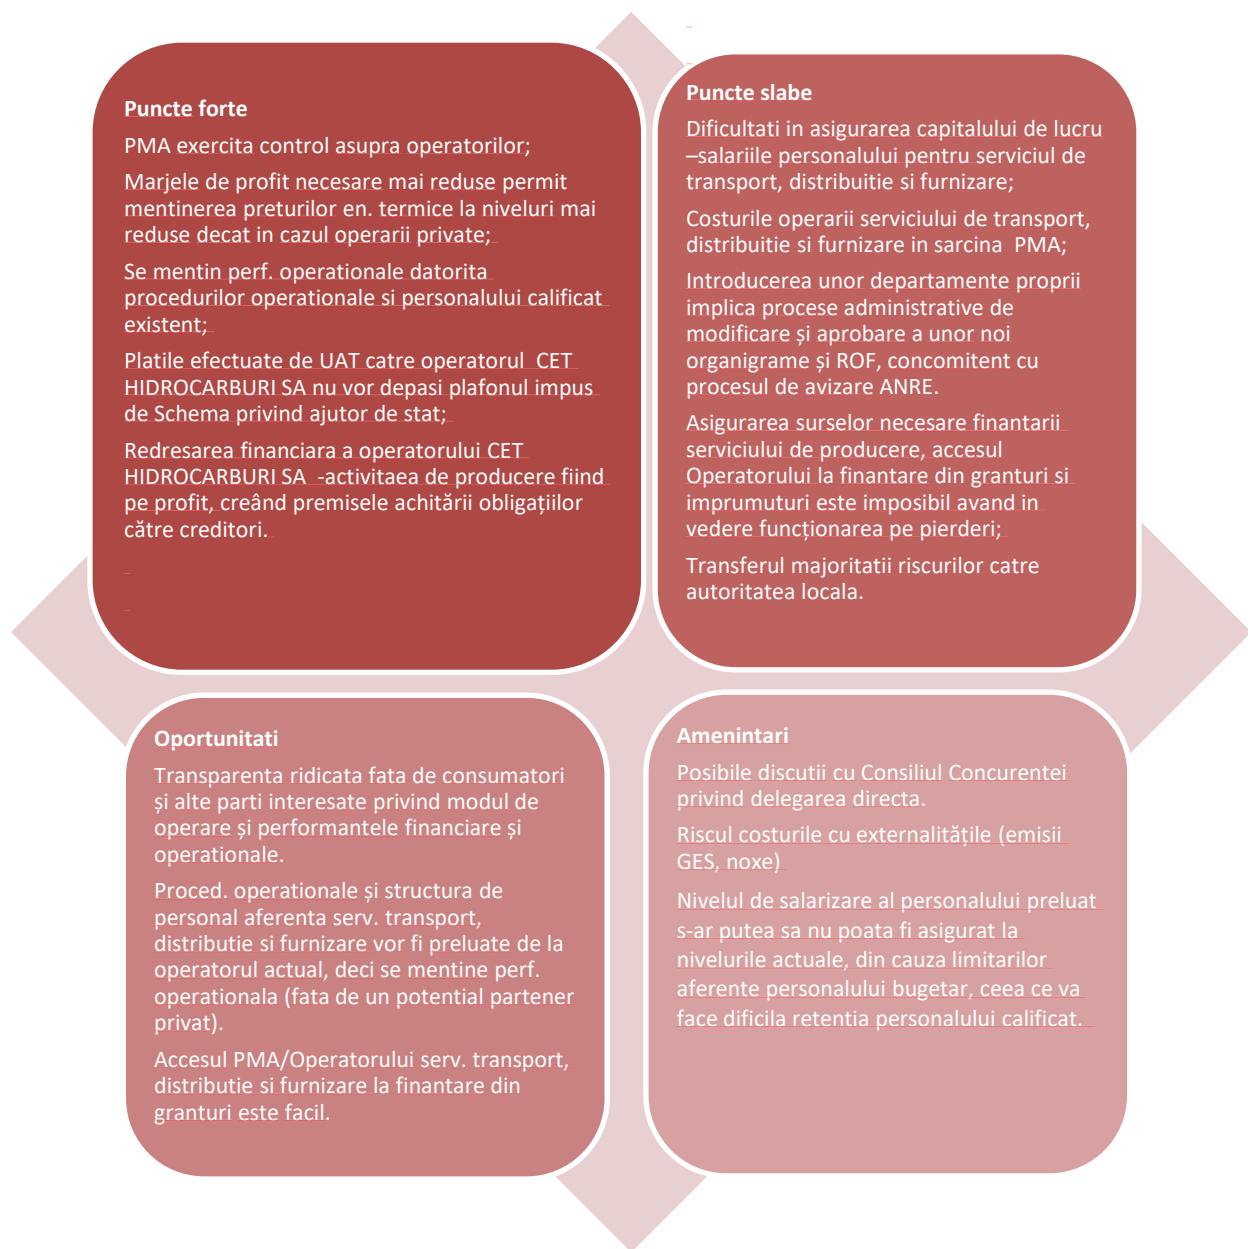 Puncte forte
PMA exercita control asupra operatorilor;
Marjele de profit necesare mai reduse permit
mentinerea preturilor en. termice la niveluri mai
reduse decat in cazul operarii private;
Se mentin perf. operationale datorita
procedurilor operationale si personalului calificat
existent;
Platile efectuate de UAT catre operatorul CET
HIDROCARBURI SA nu vor depasi plafonul impus
de Schema privind ajutor de stat;
Redresarea financiara a operatorului CET
HIDROCARBURI SA -activitaea de producere fiind
pe profit, creând premisele achitării obligațiilor
către creditori.
Puncte slabe
Dificultati in asigurarea capitalului de lucru
–salariile personalului pentru serviciul de
transport, distribuitie si furnizare;
Costurile operarii serviciului de transport,
distribuitie si furnizare in sarcina PMA;
Introducerea unor departamente proprii
implica procese administrative de
modificare și aprobare a unor noi
organigrame și ROF, concomitent cu
procesul de avizare ANRE.
Asigurarea surselor necesare finantarii
serviciului de producere, accesul
Operatorului la finantare din granturi si
imprumuturi este imposibil avand in
vedere funcționarea pe pierderi;
Transferul majoritatii riscurilor catre
autoritatea locala.
Oportunitati
Transparenta ridicata fata de consumatori
și alte parti interesate privind modul de
operare și performantele financiare și
operationale.
Proced. operationale și structura de
personal aferenta serv. transport,
distributie si furnizare vor fi preluate de la
operatorul actual, deci se mentine perf.
operationala (fata de un potential partener
privat).
Accesul PMA/Operatorului serv. transport,
distributie si furnizare la finantare din
granturi este facil.
Amenintari
Posibile discutii cu Consiliul Concurentei
privind delegarea directa.
Riscul costurile cu externalitățile (emisii
GES, noxe)
Nivelul de salarizare al personalului preluat
s-ar putea sa nu poata fi asigurat la
nivelurile actuale, din cauza limitarilor
aferente personalului bugetar, ceea ce va
face dificila retentia personalului calificat.